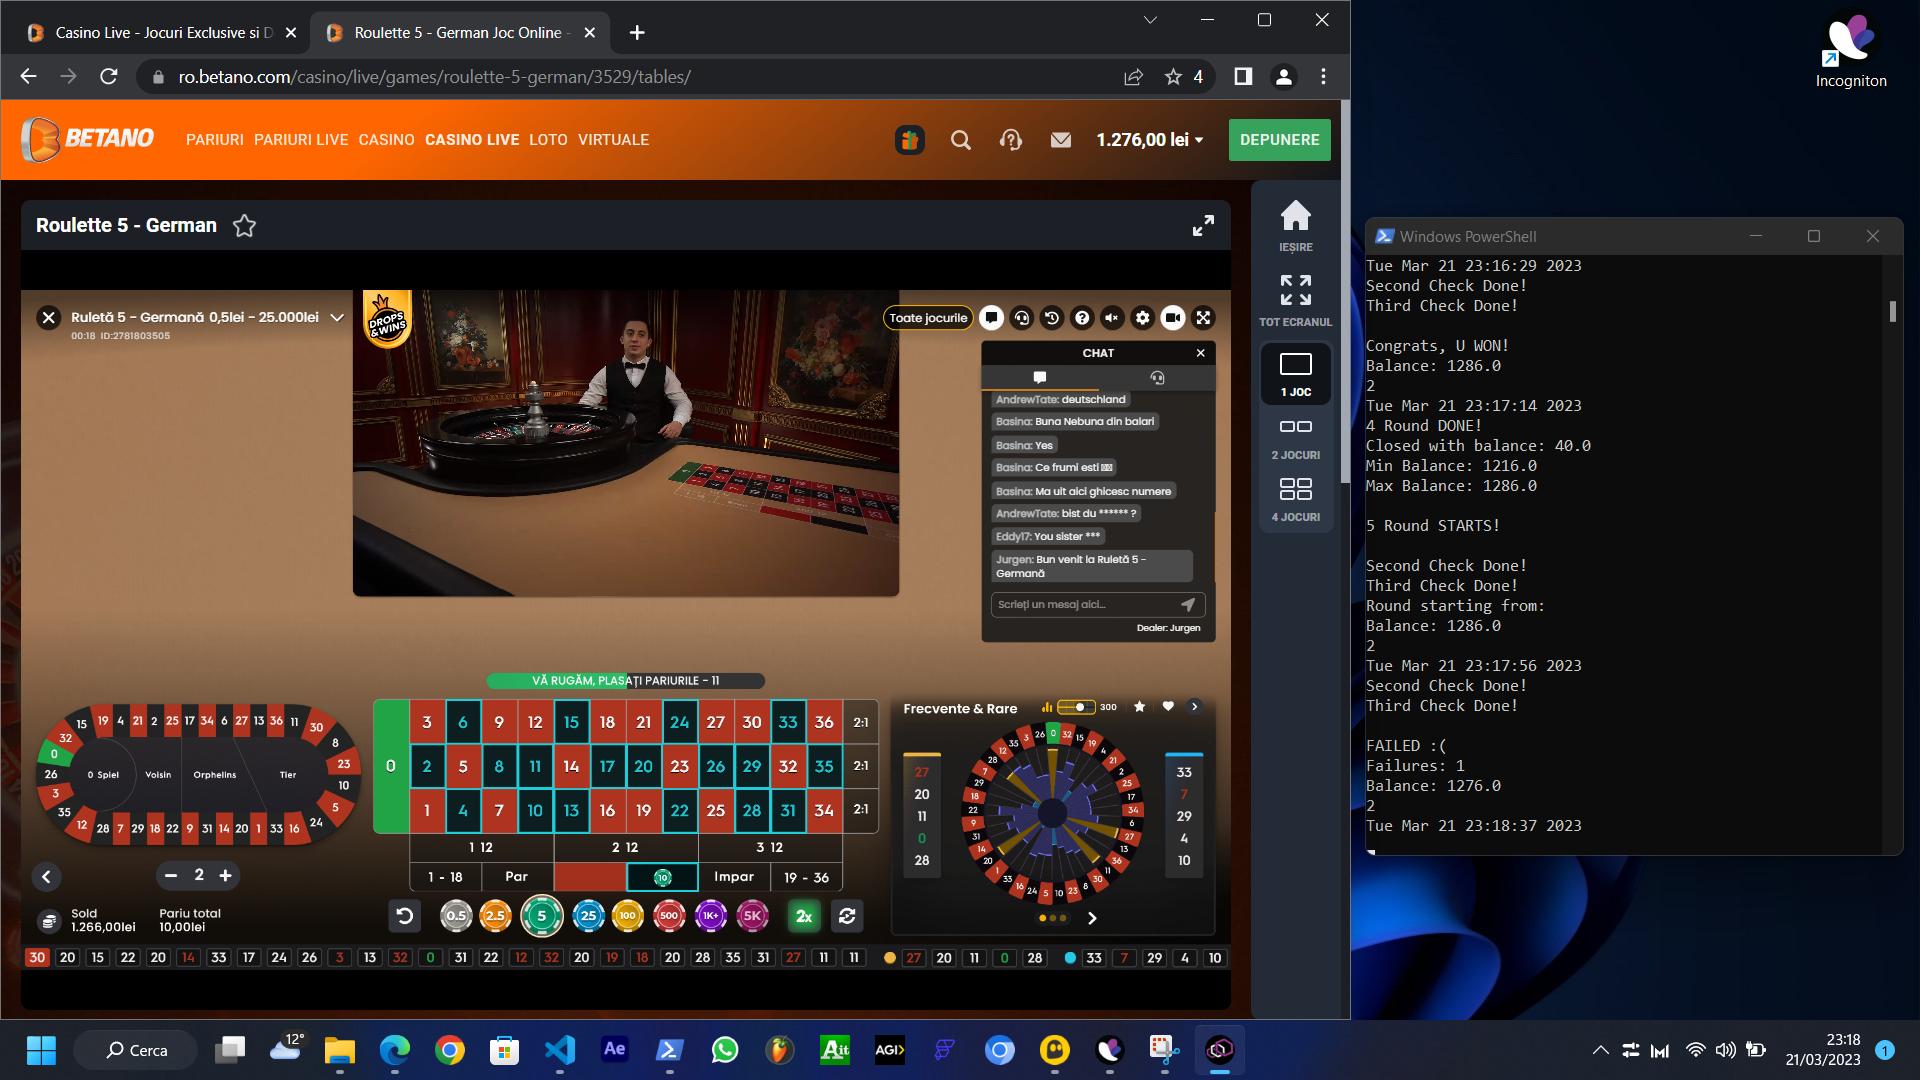 Casino Live - Jocuri Exclusive si D
Roulette 5 - German Joc Online -
ro.betano.com/casino/live/games/roulette-5-german/3529/tables/
4
Incogniton
BETANO
PARIURI PARIURI LIVE CASINO CASINO LIVE LOTO VIRTUALE
1.276,00 lei
DEPUNERE
Roulette 5 - German
IEȘIRE
TOT ECRANUL
1 JOC
2 JOCURI
4 JOCURI
Ruletă 5 - Germană 0,5lei - 25.000lei
00:18 ID:2781803505
DROPS
&WINS
Toate jocurile
CHAT
AndrewTate: deutschland
Basina: Buna Nebuna din balari
Basina: Yes
Basina: Ce frumi esti
Basina: Ma uit aici ghicesc numere
AndrewTate: bist du ****** ?
Eddy17: You sister ***
Jurgen: Bun venit la Ruletă 5 -
Germană
Scrieți un mesaj aici...
Dealer: Jurgen
VĂ RUGĂM, PLASAȚI PARIURILE - 11
15 19 4 21 2 25 17 34 6 27 13 36 11 30
32 8
0 23
26 10
3 5
35 24
12 28 7 29 18 22 9 31 14 20 1 33 16
0 Spiel Voisin Orphelins Tier
3 6 9 12 15 18 21 24 27 30 33 36 2:1
0 2 5 8 11 14 17 20 23 26 29 32 35 2:1
1 4 7 10 13 16 19 22 25 28 31 34 2:1
1 12 2 12 3 12
1 - 18 Par 10 Impar 19 - 36
Frecvente & Rare 300
27 33
20 7
11 29
0 4
28 10
2
Sold
1.266,00lei
Pariu total
10,00lei
0.5 2.5 5 25 100 500 1K+ 5K 2x
30 20 15 22 20 14 33 17 24 26 3 13 32 0 31 22 12 32 20 19 18 20 28 35 31 27 11 11
27 20 11 0 28 33 7 29 4 10
Windows PowerShell
Tue Mar 21 23:16:29 2023
Second Check Done!
Third Check Done!
Congrats, U WON!
Balance: 1286.0
2
Tue Mar 21 23:17:14 2023
4 Round DONE!
Closed with balance: 40.0
Min Balance: 1216.0
Max Balance: 1286.0
5 Round STARTS!
Second Check Done!
Third Check Done!
Round starting from:
Balance: 1286.0
2
Tue Mar 21 23:17:56 2023
Second Check Done!
Third Check Done!
FAILED :(
Failures: 1
Balance: 1276.0
2
Tue Mar 21 23:18:37 2023
Cerca
12°
Ae
Ait
AGI>
23:18
21/03/2023
1